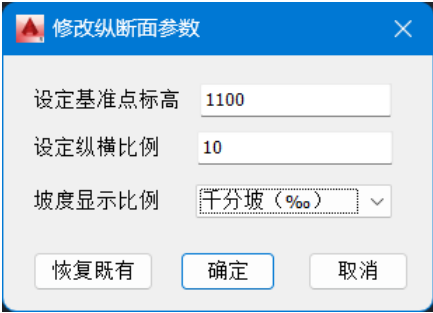 修改纵断面参数
设定基准点标高 1100
设定纵横比例 10
坡度显示比例 千分坡（‰）
恢复既有 确定 取消